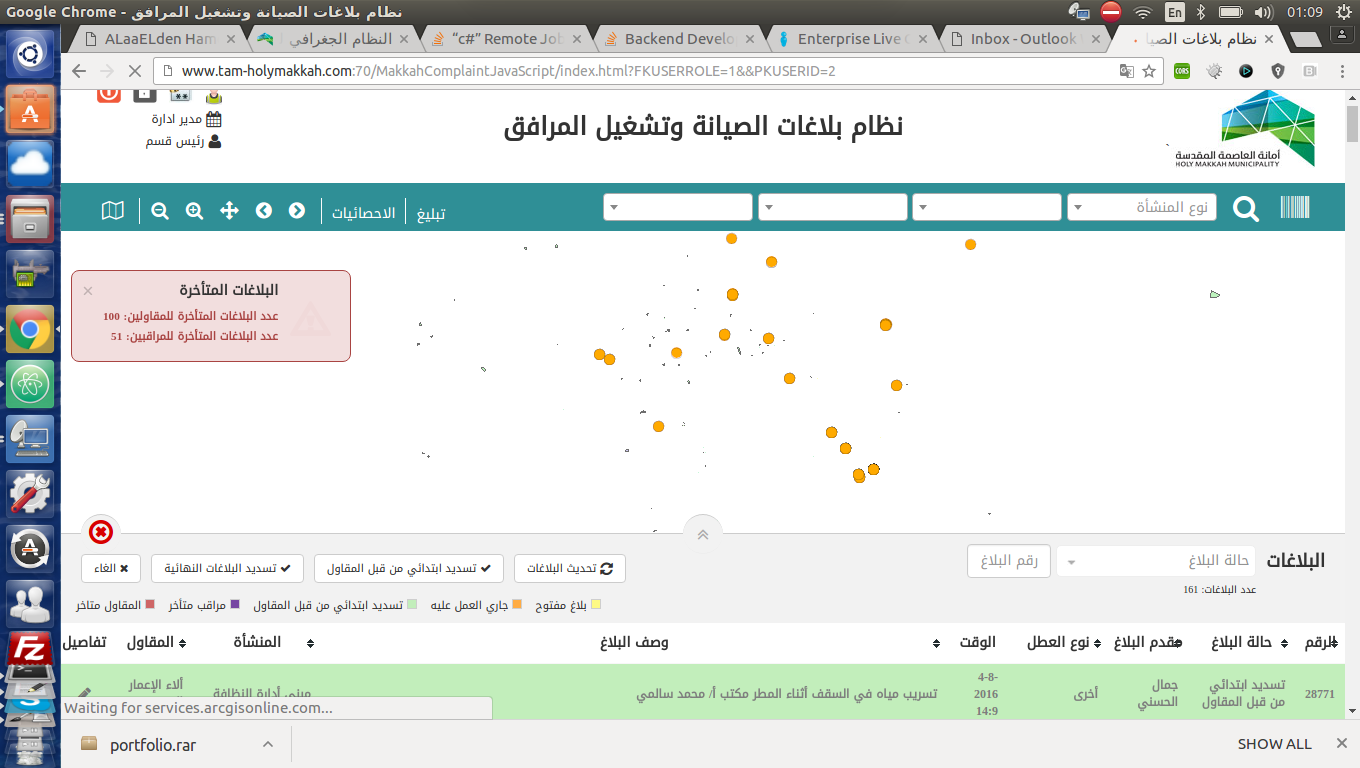 Google Chrome - نظام بلاغات الصيانة وتشغيل المرافق
En
01:09
ALaaELden Ham
النظام الجغرافي
“c#” Remote Job
Backend Develo
Enterprise Live
Inbox - Outlook
نظام بلاغات الصيا
www.tam-holymakkah.com:70/MakkahComplaintJavaScript/index.html?FKUSERROLE=1&&PKUSERID=2
CORS
أمانة العاصمة المقدسة
HOLY MAKKAH MUNICIPALITY
نظام بلاغات الصيانة وتشغيل المرافق
مدير ادارة
رئيس قسم
نوع المنشأة
تبليغ
الاحصائيات
البلاغات المتأخرة
عدد البلاغات المتأخرة للمقاولين: 100
عدد البلاغات المتأخرة للمراقبين: 51
البلاغات
حالة البلاغ
رقم البلاغ
تحديث البلاغات
تسديد ابتدائي من قبل المقاول
تسديد البلاغات النهائية
الغاء
عدد البلاغات: 161
بلاغ مفتوح
جاري العمل عليه
تسديد ابتدائي من قبل المقاول
مراقب متأخر
المقاول متاخر
الرقم
حالة البلاغ
مقدم البلاغ
نوع العطل
الوقت
وصف البلاغ
المنشأة
المقاول
تفاصيل
28771
تسديد ابتدائي
من قبل المقاول
جمال
الحسني
أخرى
4-8-
2016
14:9
تسريب مياه في السقف أثناء المطر مكتب أ/ محمد سالمي
مبنى أدارة النظافة
ألاء الإعمار
Waiting for services.arcgisonline.com...
portfolio.rar
SHOW ALL